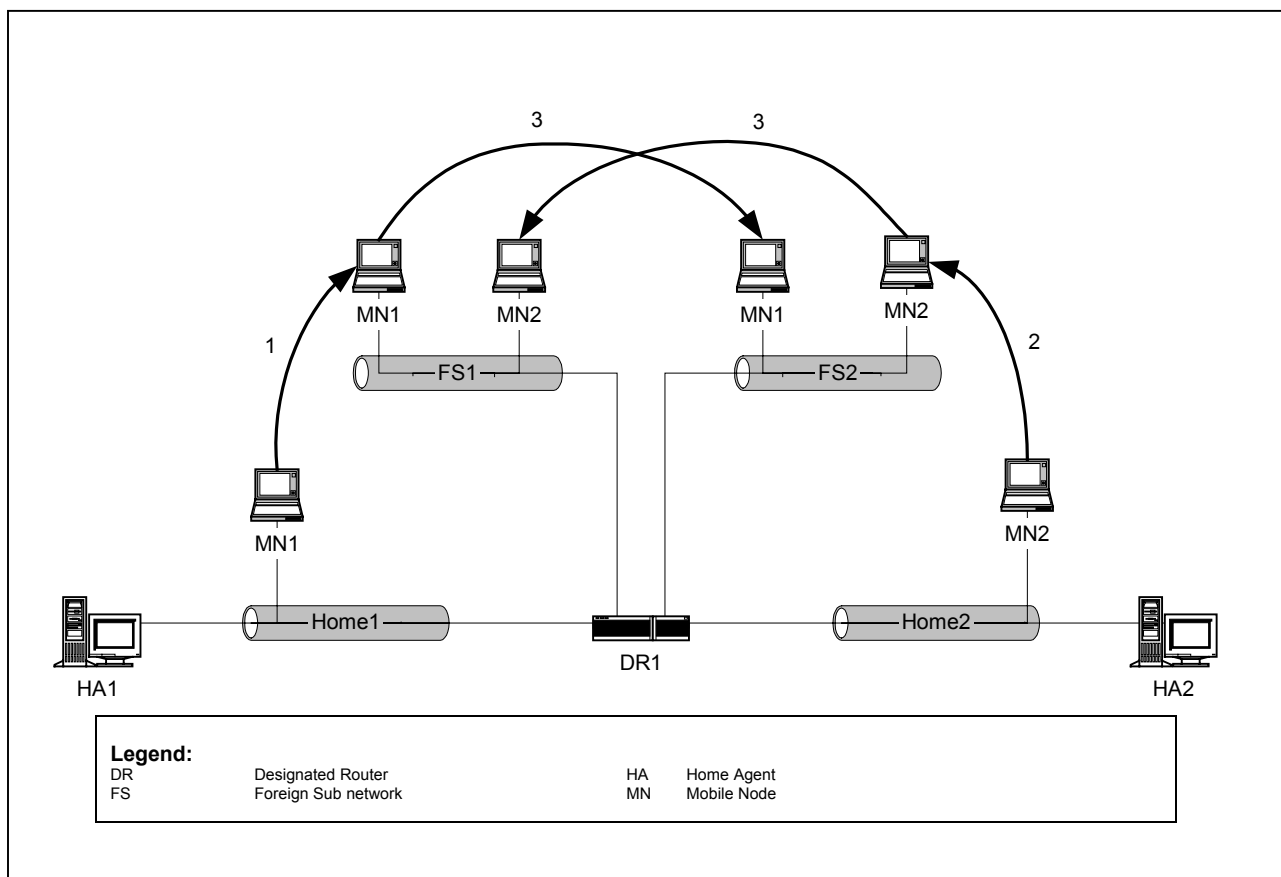 3 3
MN1 MN2 MN1 MN2
1 FS1 FS2 2
MN1 MN2
Home1 Home2
DR1
HA1 HA2
Legend:
DR Designated Router HA Home Agent
FS Foreign Sub network MN Mobile Node